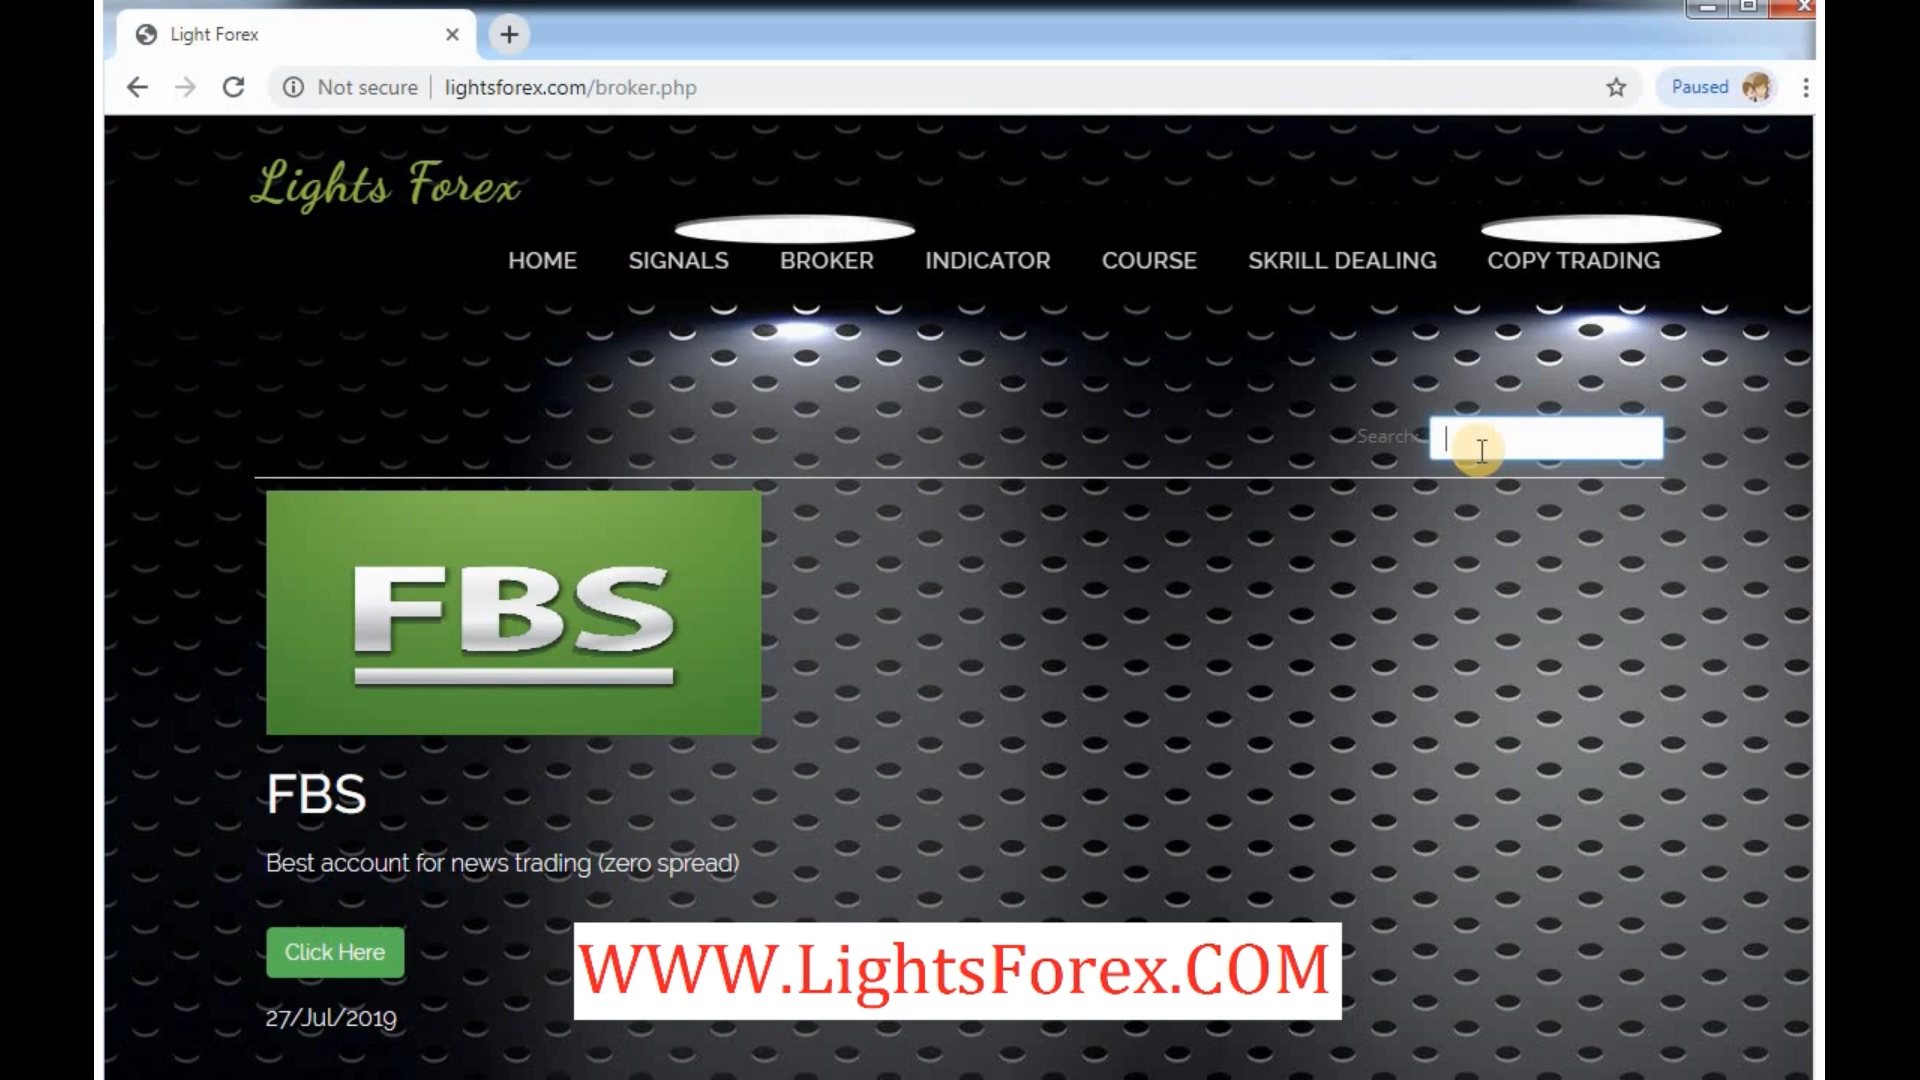 Light Forex
Not secure
lightsforex.com/broker.php
Paused
Lights Forex
HOME
SIGNALS
BROKER
INDICATOR
COURSE
SKRILL DEALING
COPY TRADING
Search:
FBS
FBS
Best account for news trading (zero spread)
Click Here
WWW.LightsForex.COM
27/Jul/2019